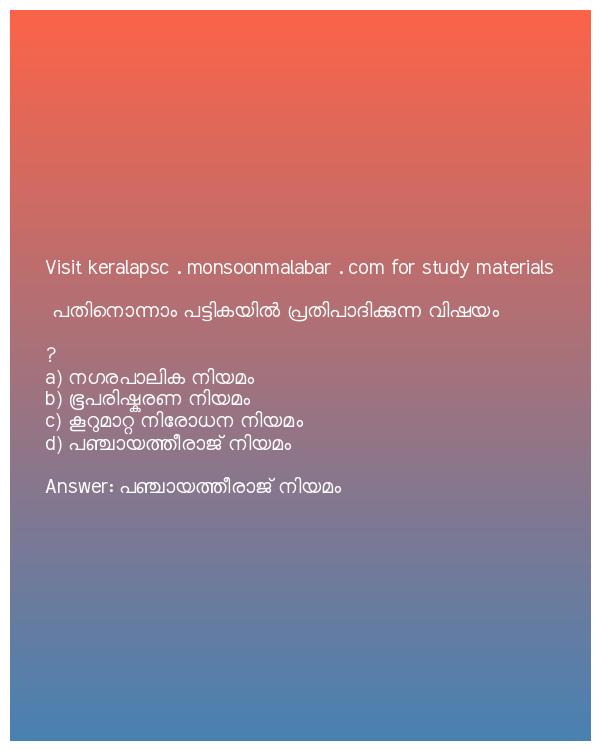 Visit keralapsc . monsoonmalabar . com for study materials
പതിനൊന്നാം പട്ടികയിൽ പ്രതിപാദിക്കുന്ന വിഷയം
?
a) നഗരപാലിക നിയമം
b) ഭൂപരിഷ്കരണ നിയമം
c) കൂറുമാറ്റ നിരോധന നിയമം
d) പഞ്ചായത്തീരാജ് നിയമം
Answer: പഞ്ചായത്തീരാജ് നിയമം